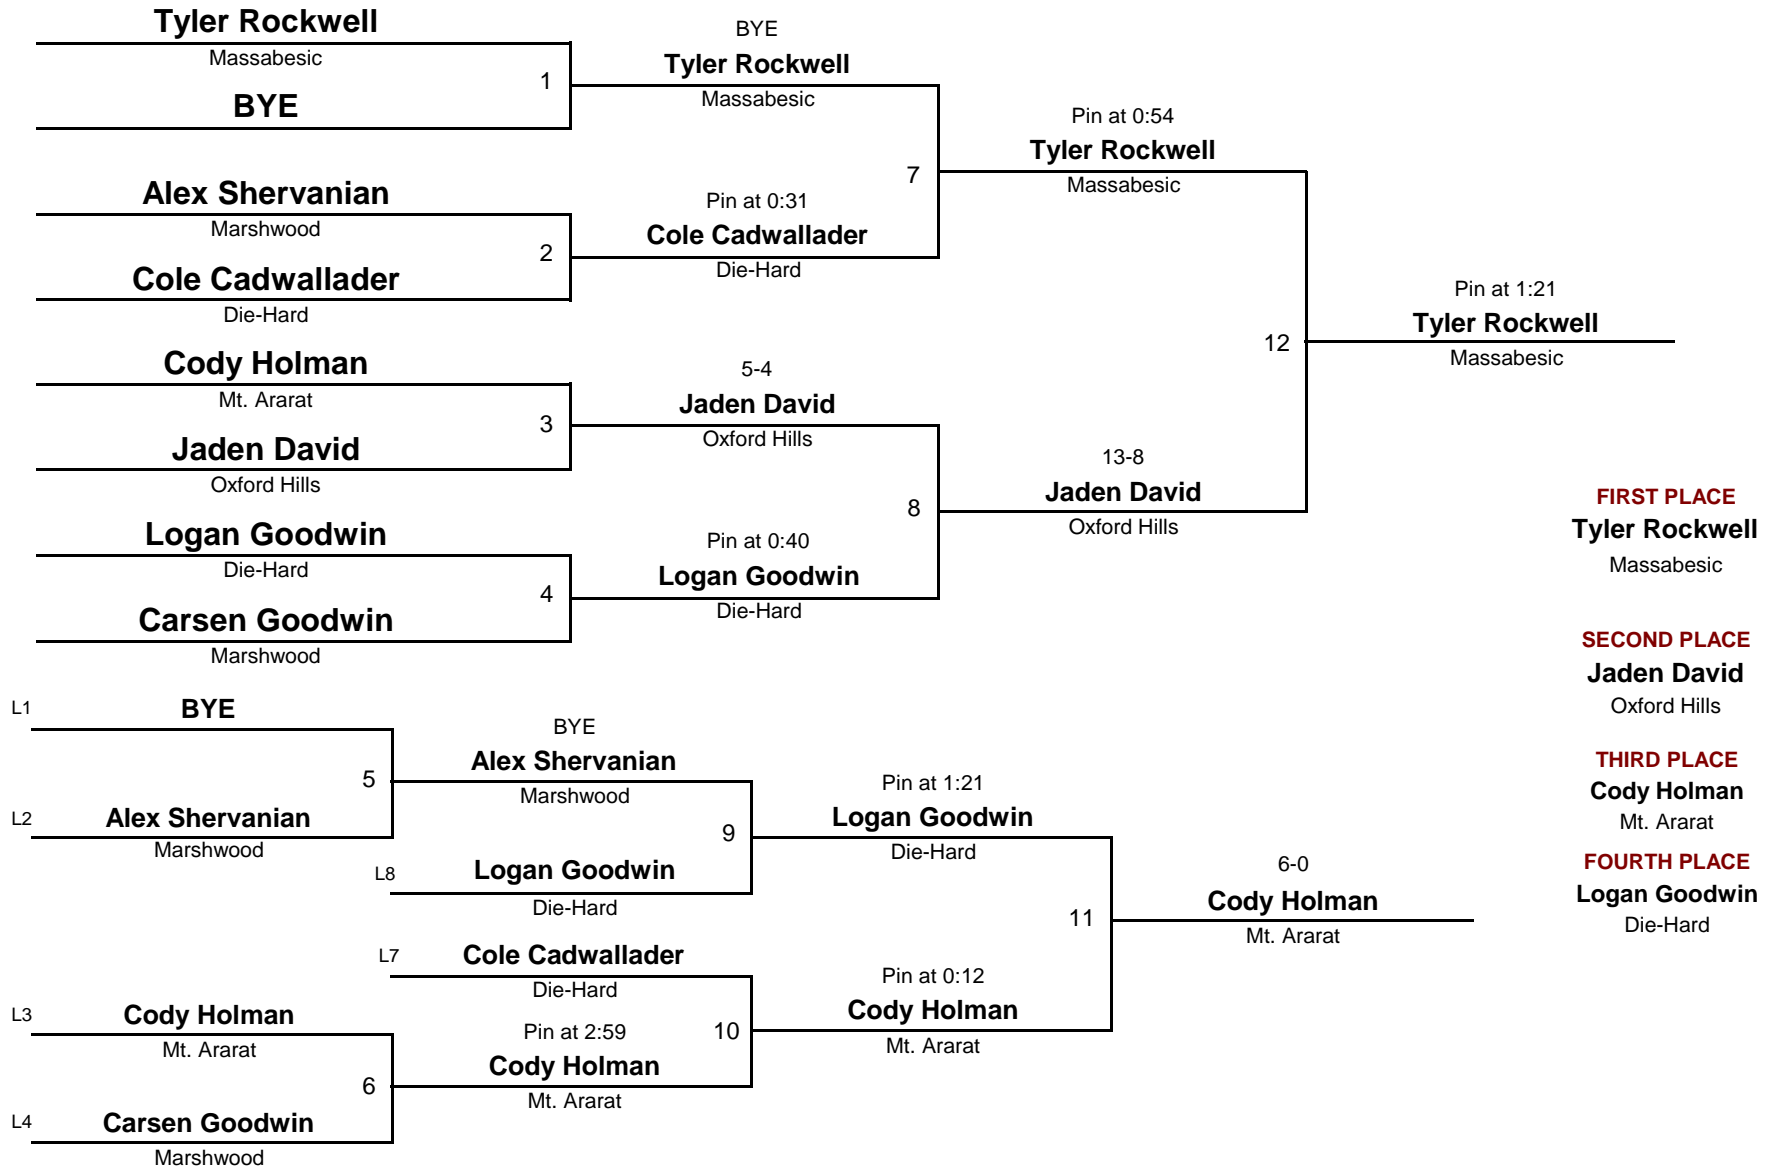 Tyler Rockwell
Massabesic
1
BYE
Alex Shervanian
Marshwood
2
Cole Cadwallader
Die-Hard
Cody Holman
Mt. Ararat
3
Jaden David
Oxford Hills
Logan Goodwin
Die-Hard
4
Carsen Goodwin
Marshwood
BYE
Tyler Rockwell
Massabesic
7
Pin at 0:31
Cole Cadwallader
Die-Hard
5-4
Jaden David
Oxford Hills
8
Pin at 0:40
Logan Goodwin
Die-Hard
Pin at 0:54
Tyler Rockwell
Massabesic
12
13-8
Jaden David
Oxford Hills
Pin at 1:21
Tyler Rockwell
Massabesic
FIRST PLACE
Tyler Rockwell
Massabesic
SECOND PLACE
Jaden David
Oxford Hills
THIRD PLACE
Cody Holman
Mt. Ararat
FOURTH PLACE
Logan Goodwin
Die-Hard
L1
BYE
5
L2
Alex Shervanian
Marshwood
L3
Cody Holman
Mt. Ararat
6
L4
Carsen Goodwin
Marshwood
BYE
Alex Shervanian
Marshwood
9
L8
Logan Goodwin
Die-Hard
L7
Cole Cadwallader
Die-Hard
10
Pin at 2:59
Cody Holman
Mt. Ararat
Pin at 1:21
Logan Goodwin
Die-Hard
11
Pin at 0:12
Cody Holman
Mt. Ararat
6-0
Cody Holman
Mt. Ararat